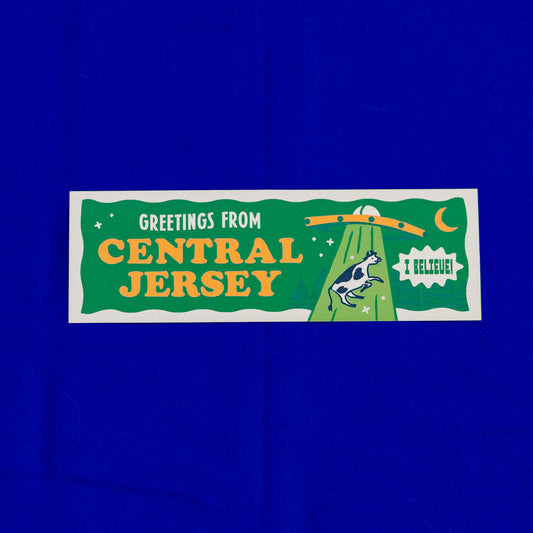 GREETINGS FROM
CENTRAL
JERSEY
I BELIEVE!